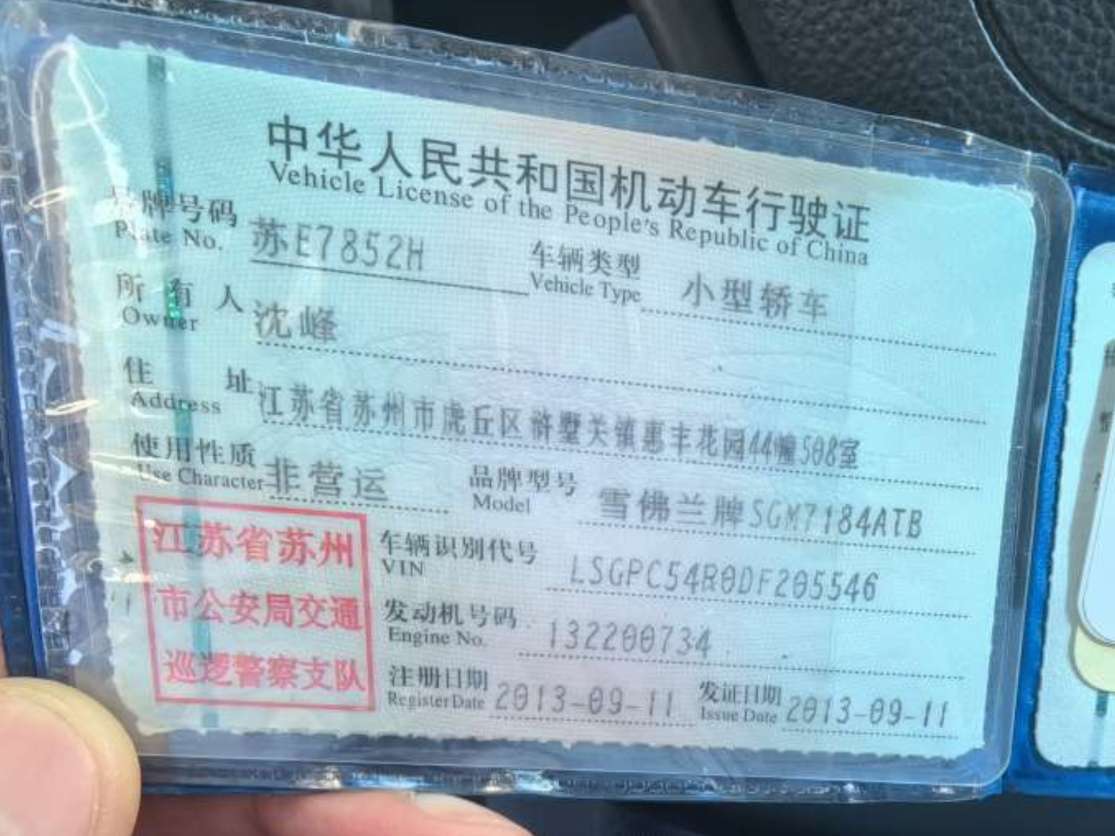 中华人民共和国机动车行驶证
Vehicle License of the People's Republic of China
号牌号码 苏E7852H 车辆类型 小型轿车
Plate No. Vehicle Type
所有人 沈峰
Owner
住址 江苏省苏州市虎丘区浒墅关镇惠丰花园44幢508室
Address
使用性质 非营运 品牌型号 雪佛兰牌SGM7184ATB
Use Character Model
江苏省苏州
市公安局交通
巡逻警察支队
车辆识别代号 LSGPC54R0DF205546
VIN
发动机号码 132200734
Engine No.
注册日期 2013-09-11 发证日期 2013-09-11
Register Date Issue Date